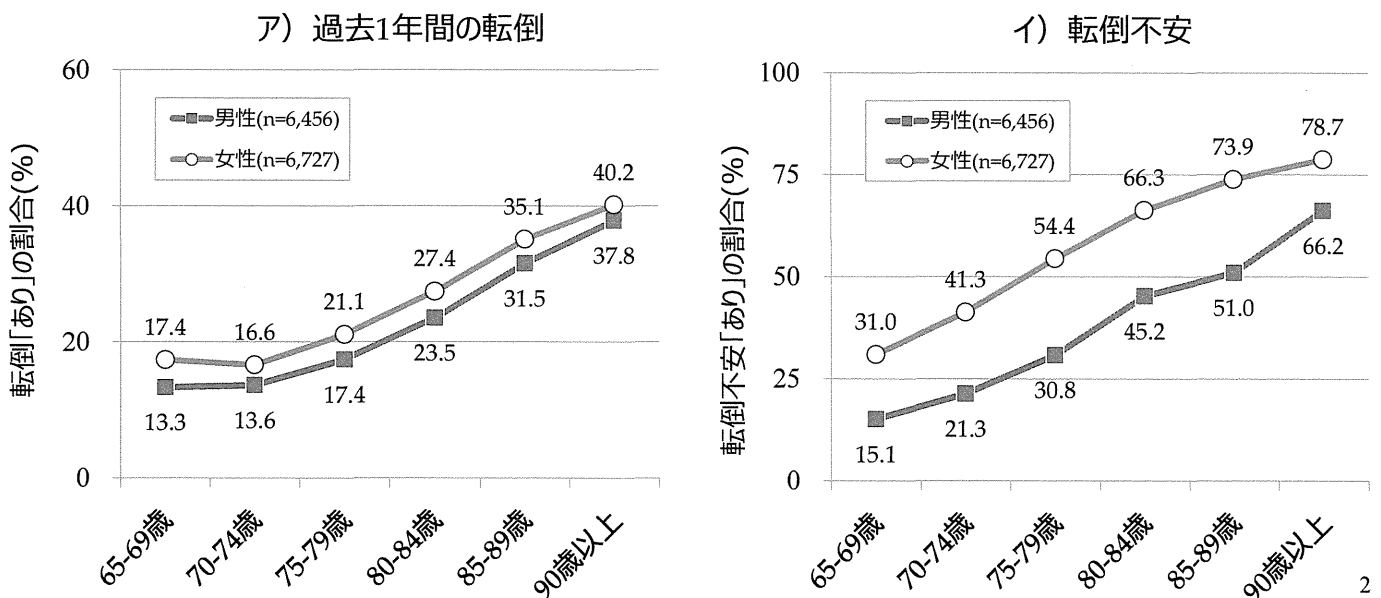 ア）過去1年間の転倒
転倒「あり」の割合(%)
60
40
20
0
男性(n=6,456)
女性(n=6,727)
17.4
16.6
21.1
27.4
35.1
40.2
13.3
13.6
17.4
23.5
31.5
37.8
65-69歳
70-74歳
75-79歳
80-84歳
85-89歳
90歳以上
イ）転倒不安
転倒不安「あり」の割合(%)
100
75
50
25
0
男性(n=6,456)
女性(n=6,727)
31.0
41.3
54.4
66.3
73.9
78.7
15.1
21.3
30.8
45.2
51.0
66.2
65-69歳
70-74歳
75-79歳
80-84歳
85-89歳
90歳以上
2